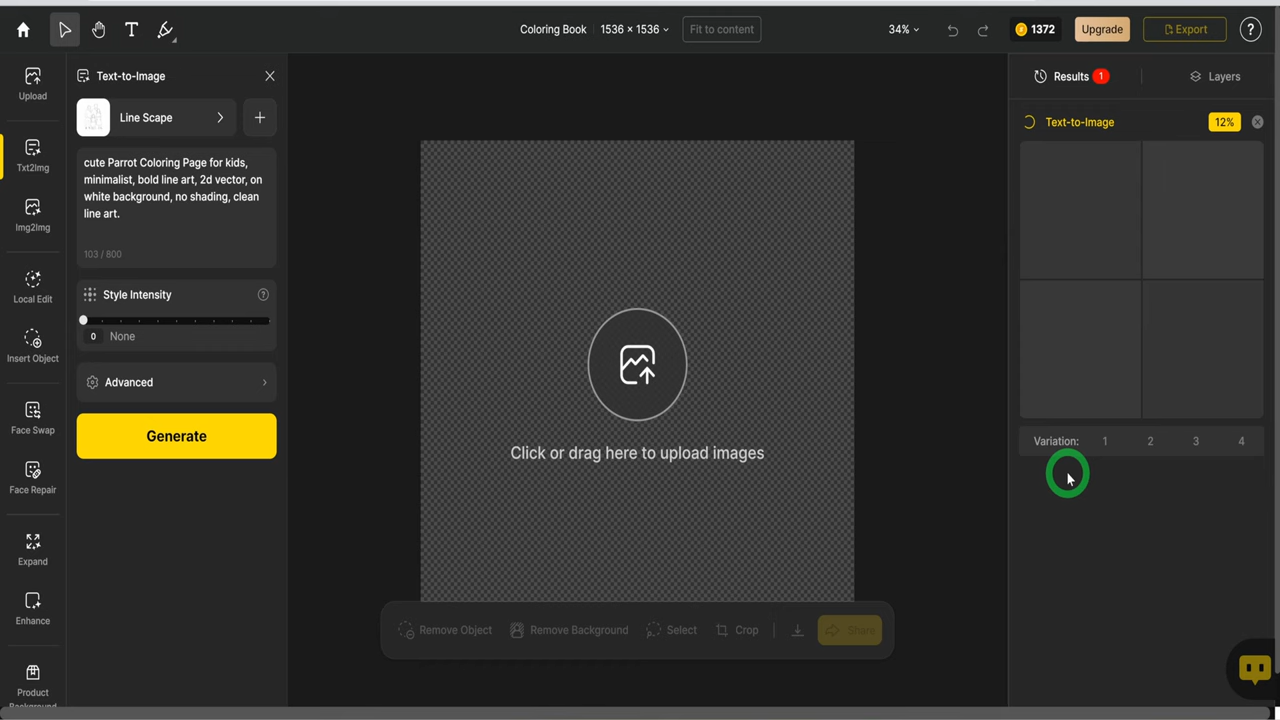 Coloring Book
1536 × 1536
Fit to content
34%
1372
Upgrade
Export
?
Upload
Txt2Img
Img2Img
Local Edit
Insert Object
Face Swap
Face Repair
Expand
Enhance
Product
Background
Text-to-Image
Line Scape
cute Parrot Coloring Page for kids,
minimalist, bold line art, 2d vector, on
white background, no shading, clean
line art.
103 / 800
Style Intensity
?
0 None
Advanced
Generate
Click or drag here to upload images
Remove Object
Remove Background
Select
Crop
Share
Results 1
Layers
Text-to-Image 12%
Variation: 1 2 3 4